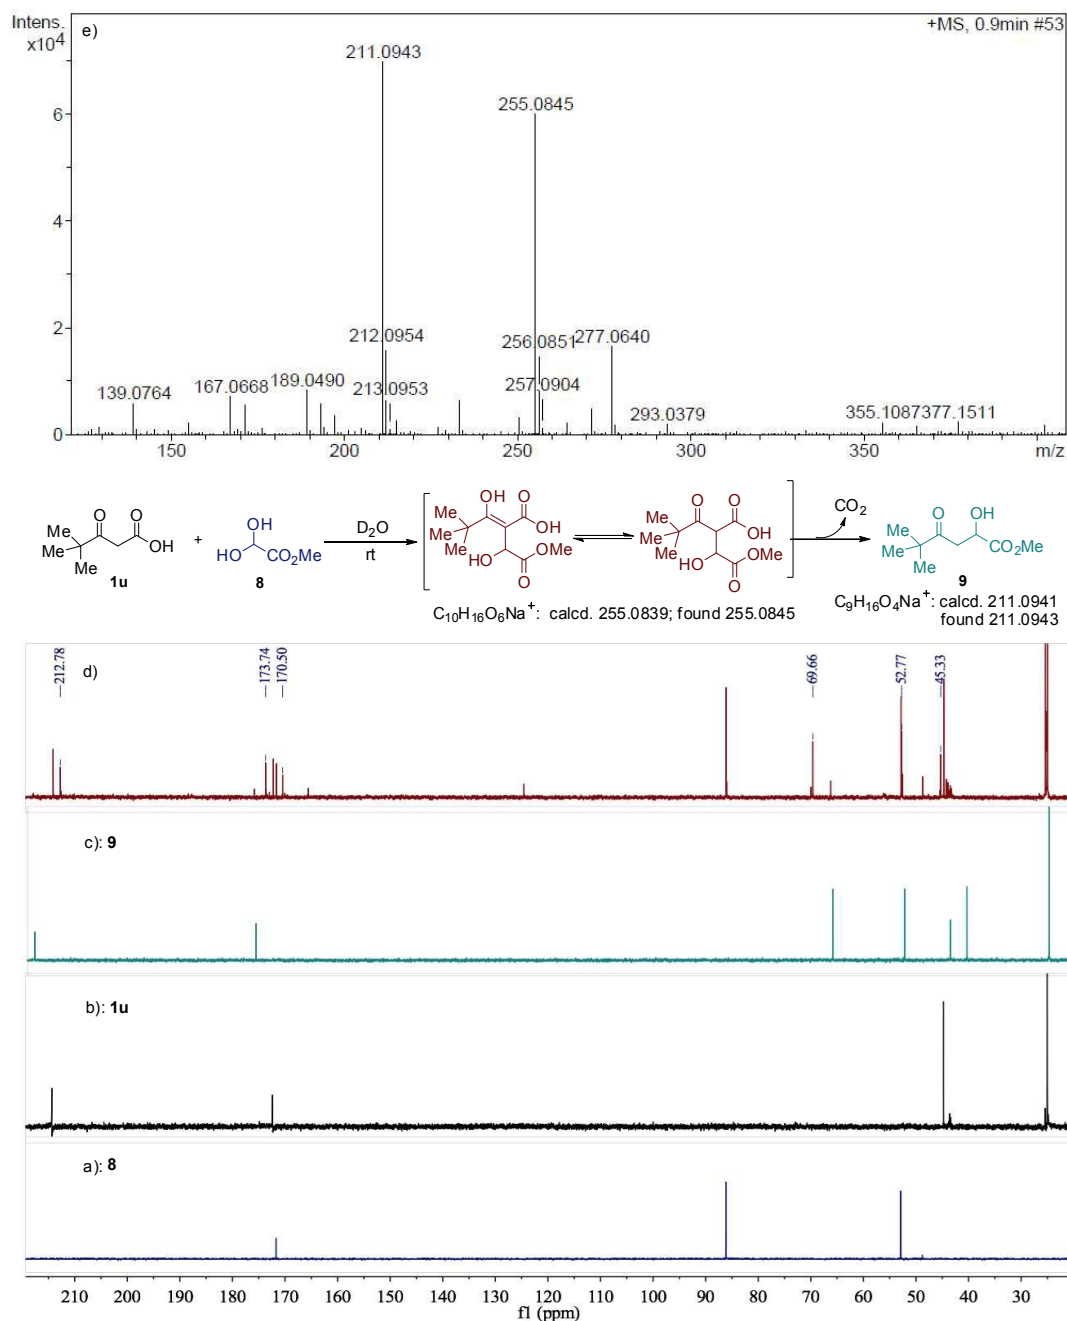 Intens.
x10⁴
e)
+MS, 0.9min #53
211.0943
255.0845
6
4
2
0
212.0954
256.0851
277.0640
139.0764
167.0668
189.0490
213.0953
257.0904
293.0379
355.1087
377.1511
150
200
250
300
350
m/z
O O
Me
Me
Me
OH
1u
+
OH
HO
CO₂Me
8
D₂O
rt
OH O
Me
Me
Me
OH
OMe
HO
O
O O
Me
Me
Me
OH
OMe
HO
O
CO₂
O OH
Me
Me
Me
CO₂Me
9
C₁₀H₁₆O₆Na⁺: calcd. 255.0839; found 255.0845
C₉H₁₆O₄Na⁺: calcd. 211.0941
found 211.0943
d)
212.78
173.74
170.50
69.66
52.77
45.33
c): 9
b): 1u
a): 8
210 200 190 180 170 160 150 140 130 120 110 100 90 80 70 60 50 40 30
f1 (ppm)